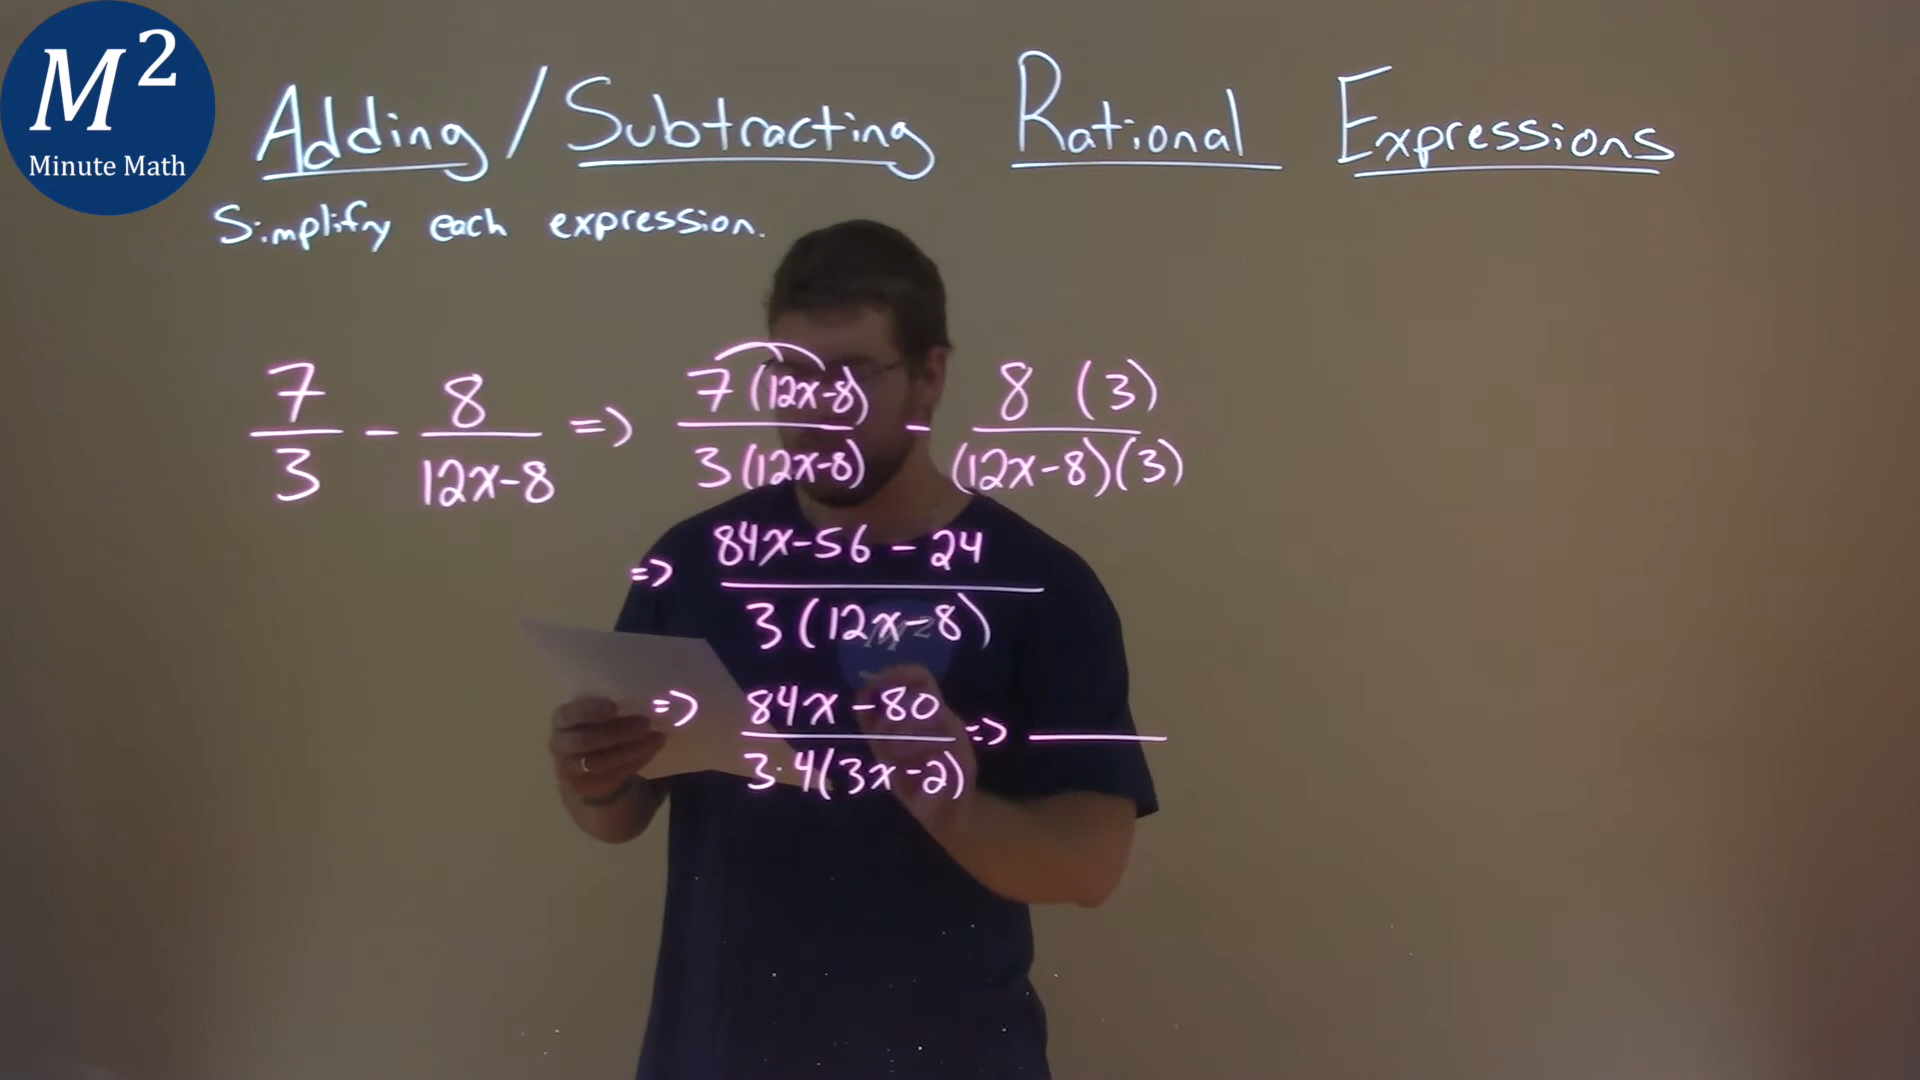 M²
Minute Math
Adding/Subtracting Rational Expressions
Simplify each expression.
7/3 - 8/(12x-8) => 7(12x-8)/3(12x-8) - 8(3)/(12x-8)(3)
=> 84x-56-24/3(12x-8)
=> 84x-80/3·4(3x-2) =>
M²